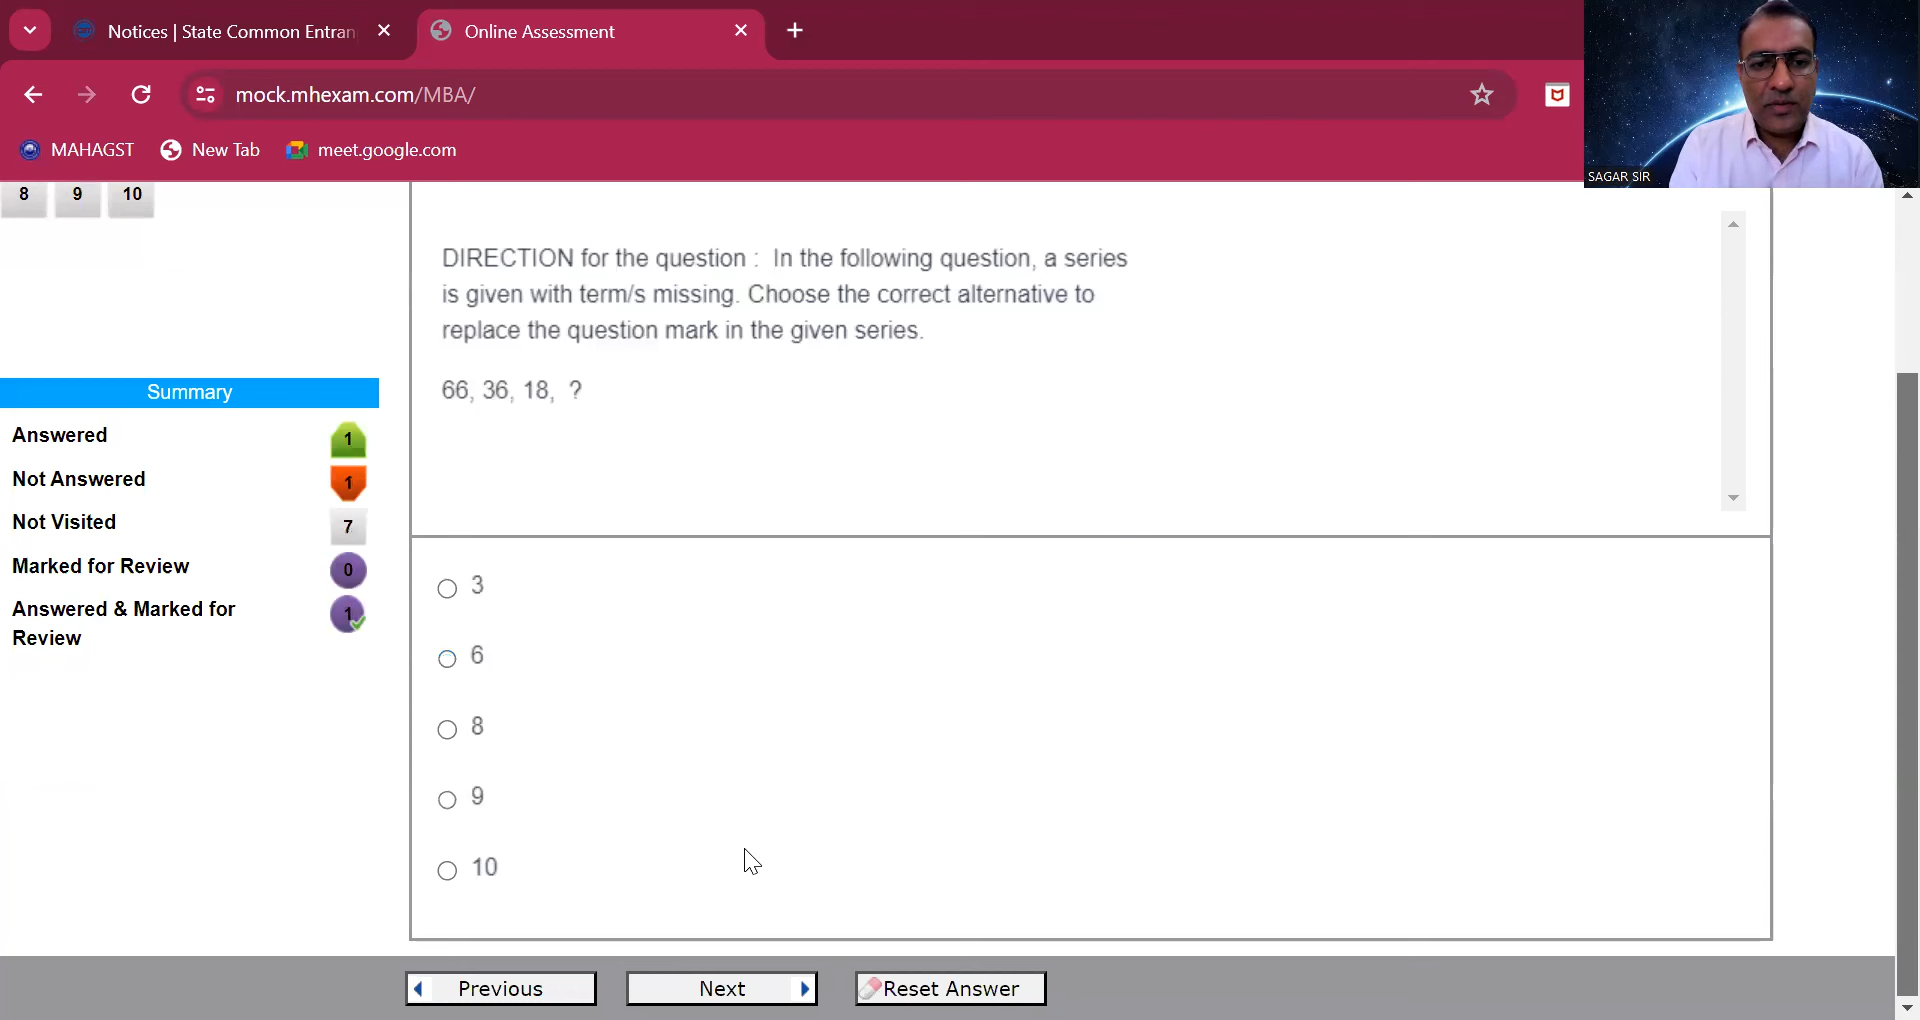 Notices | State Common Entran
Online Assessment
mock.mhexam.com/MBA/
MAHAGST
New Tab
meet.google.com
SAGAR SIR
8 9 10
DIRECTION for the question : In the following question, a series
is given with term/s missing. Choose the correct alternative to
replace the question mark in the given series.
66, 36, 18, ?
Summary
Answered 1
Not Answered 1
Not Visited 7
Marked for Review 0
Answered & Marked for
Review 1
3
6
8
9
10
Previous
Next
Reset Answer